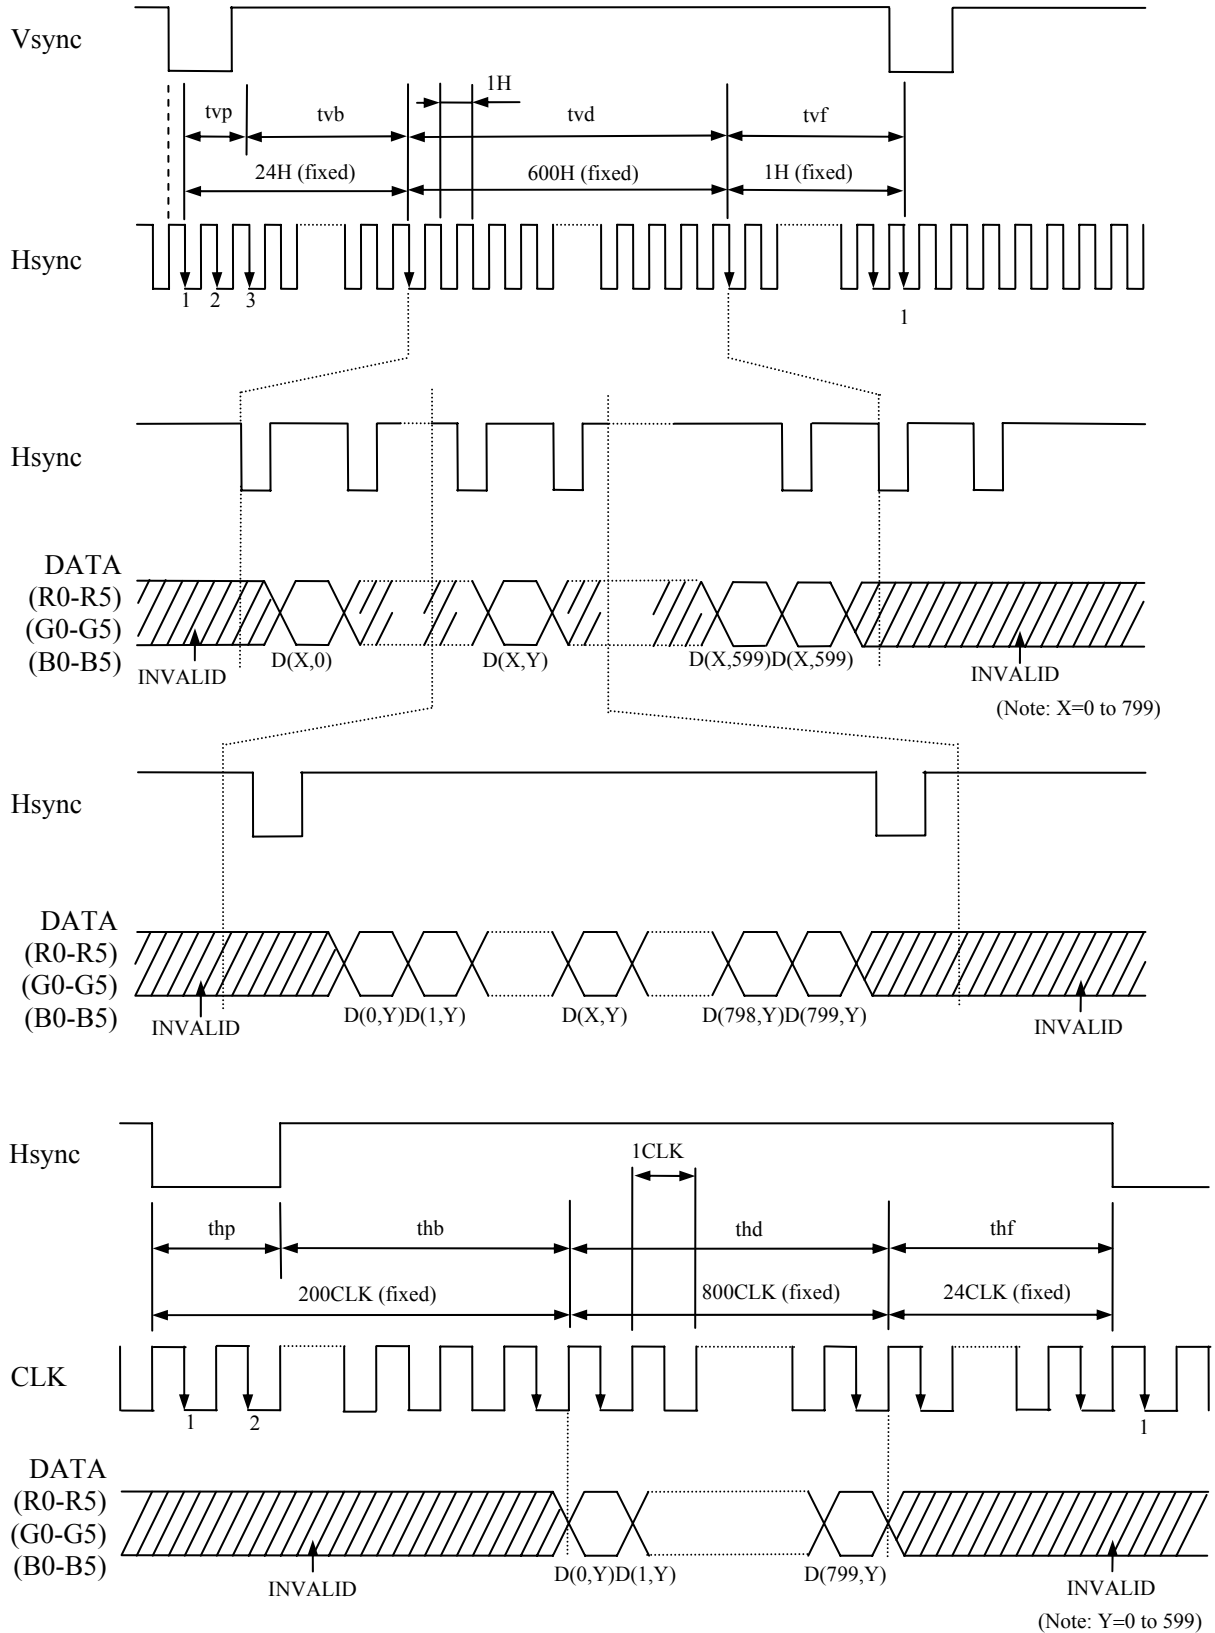 Vsync
1H
tvp tvb tvd tvf
24H (fixed) 600H (fixed) 1H (fixed)
Hsync
1 2 3 1
Hsync
DATA
(R0-R5)
(G0-G5)
(B0-B5)
D(X,0) D(X,Y) D(X,599)D(X,599)
INVALID INVALID
(Note: X=0 to 799)
Hsync
DATA
(R0-R5)
(G0-G5)
(B0-B5)
D(0,Y)D(1,Y) D(X,Y) D(798,Y)D(799,Y)
INVALID INVALID
Hsync
1CLK
thp thb thd thf
200CLK (fixed) 800CLK (fixed) 24CLK (fixed)
CLK
1 2 1
DATA
(R0-R5)
(G0-G5)
(B0-B5)
D(0,Y)D(1,Y) D(799,Y)
INVALID INVALID
(Note: Y=0 to 599)